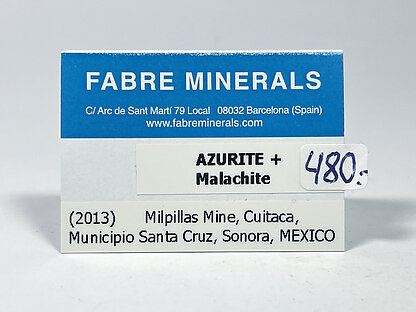 FABRE MINERALS
C/ Arc de Sant Martí 79 Local 08032 Barcelona (Spain)
www.fabreminerals.com
AZURITE +
Malachite
480.-
(2013) Milpillas Mine, Cuitaca,
Municipio Santa Cruz, Sonora, MEXICO